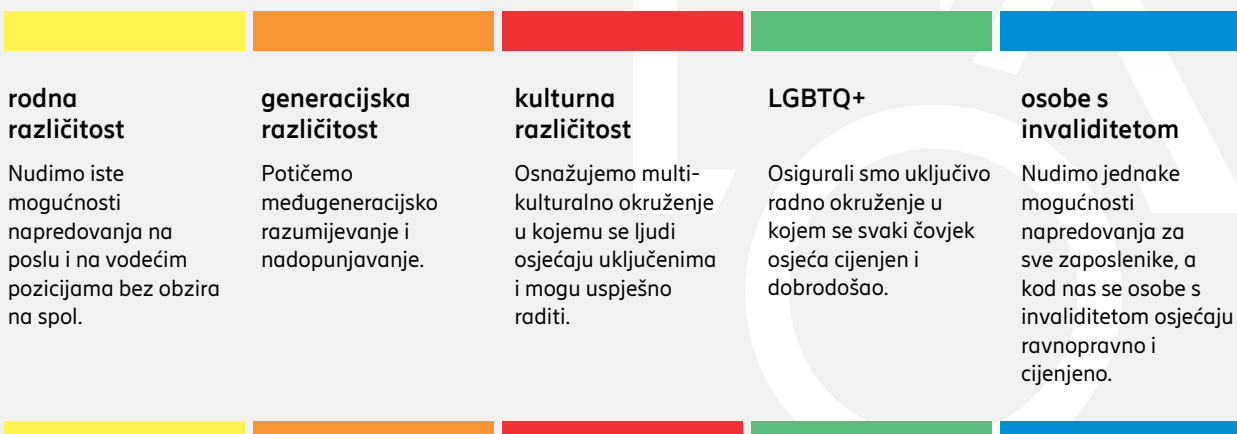 rodna
različitost
Nudimo iste
mogućnosti
napredovanja na
poslu i na vodećim
pozicijama bez obzira
na spol.
generacijska
različitost
Potičemo
međugeneracijsko
razumijevanje i
nadopunjavanje.
kulturna
različitost
Osnažujemo multi-
kulturalno okruženje
u kojemu se ljudi
osjećaju uključenima
i mogu uspješno
raditi.
LGBTQ+
Osigurali smo uključivo
radno okruženje u
kojem se svaki čovjek
osjeća cijenjen i
dobrodošao.
osobe s
invaliditetom
Nudimo jednake
mogućnosti
napredovanja za
sve zaposlenike, a
kod nas se osobe s
invaliditetom osjećaju
ravnopravno i
cijenjeno.